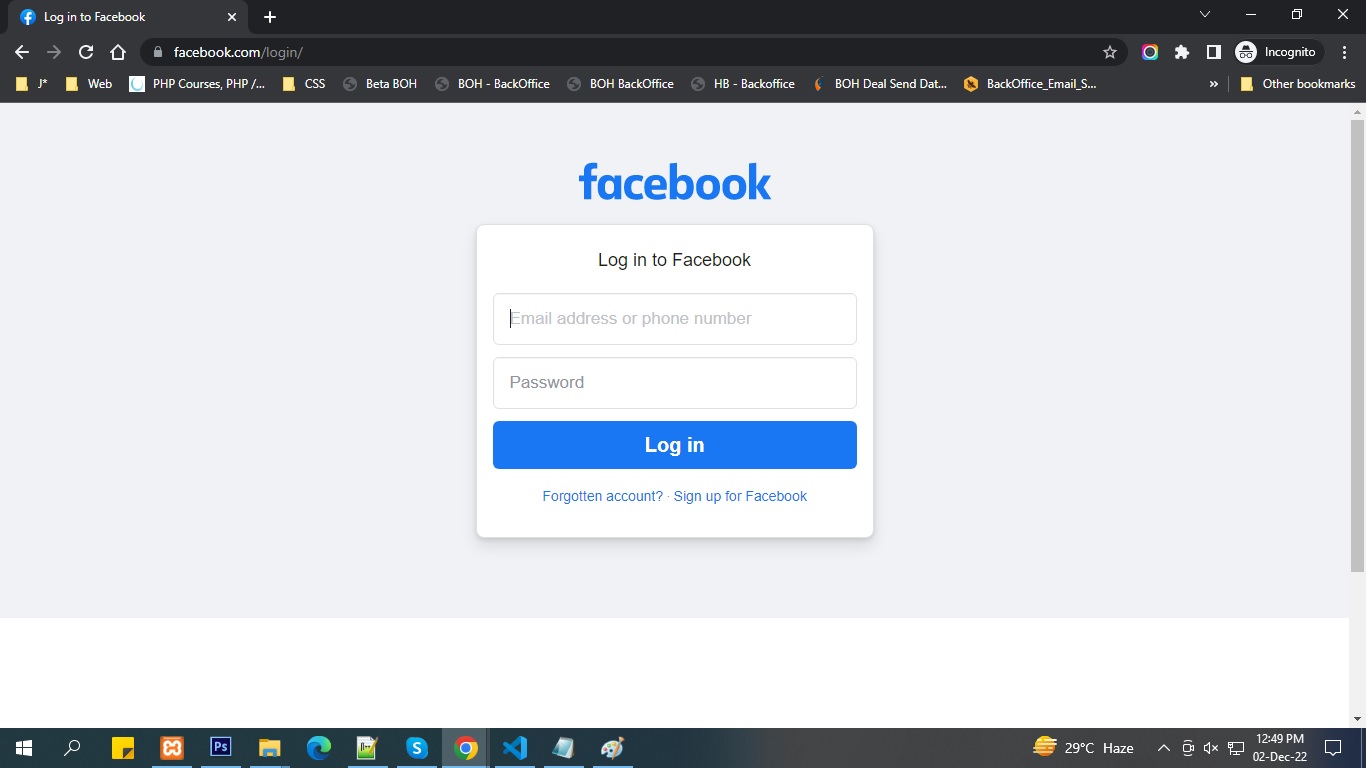 Log in to Facebook
facebook.com/login/
Incognito
J*
Web
PHP Courses, PHP /...
CSS
Beta BOH
BOH - BackOffice
BOH BackOffice
HB - Backoffice
BOH Deal Send Dat...
BackOffice_Email_S...
»
Other bookmarks
facebook
Log in to Facebook
Email address or phone number
Password
Log in
Forgotten account? · Sign up for Facebook
Ps
S
29°C Haze
12:49 PM
02-Dec-22